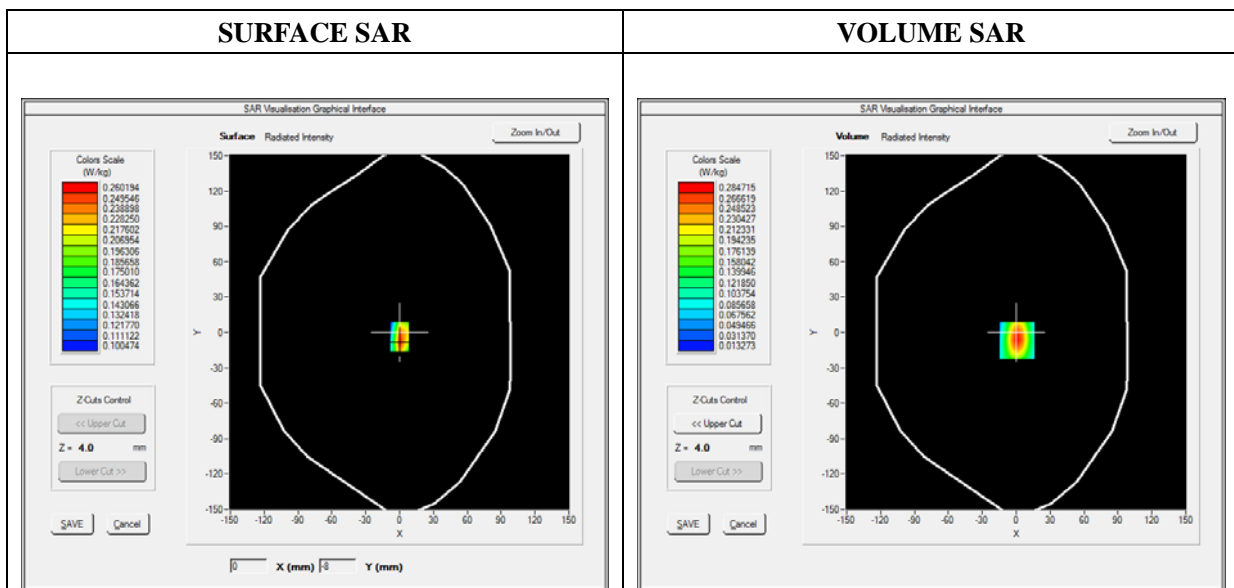 SURFACE SAR
VOLUME SAR
SAR Visualisation Graphical Interface
Surface Radiated Intensity
Zoom In/Out
Colors Scale
(W/kg)
0.260194
0.249546
0.238898
0.228250
0.217602
0.206954
0.196306
0.185658
0.175010
0.164362
0.153714
0.143066
0.132418
0.121770
0.111122
0.100474
Z-Cuts Control
<< Upper Cut
Z = 4.0 mm
Lower Cut >>
SAVE Cancel
150
120
90
60
30
0
-30
-60
-90
-120
-150
Y
-150 -120 -90 -60 -30 0 30 60 90 120 150
X
0 X (mm) -8 Y (mm)
SAR Visualisation Graphical Interface
Volume Radiated Intensity
Zoom In/Out
Colors Scale
(W/kg)
0.284715
0.266619
0.248523
0.230427
0.212331
0.194235
0.176139
0.158042
0.139946
0.121850
0.103754
0.085658
0.067562
0.049466
0.031370
0.013273
Z-Cuts Control
<< Upper Cut
Z = 4.0 mm
Lower Cut >>
SAVE Cancel
150
120
90
60
30
0
-30
-60
-90
-120
-150
Y
-150 -120 -90 -60 -30 0 30 60 90 120 150
X